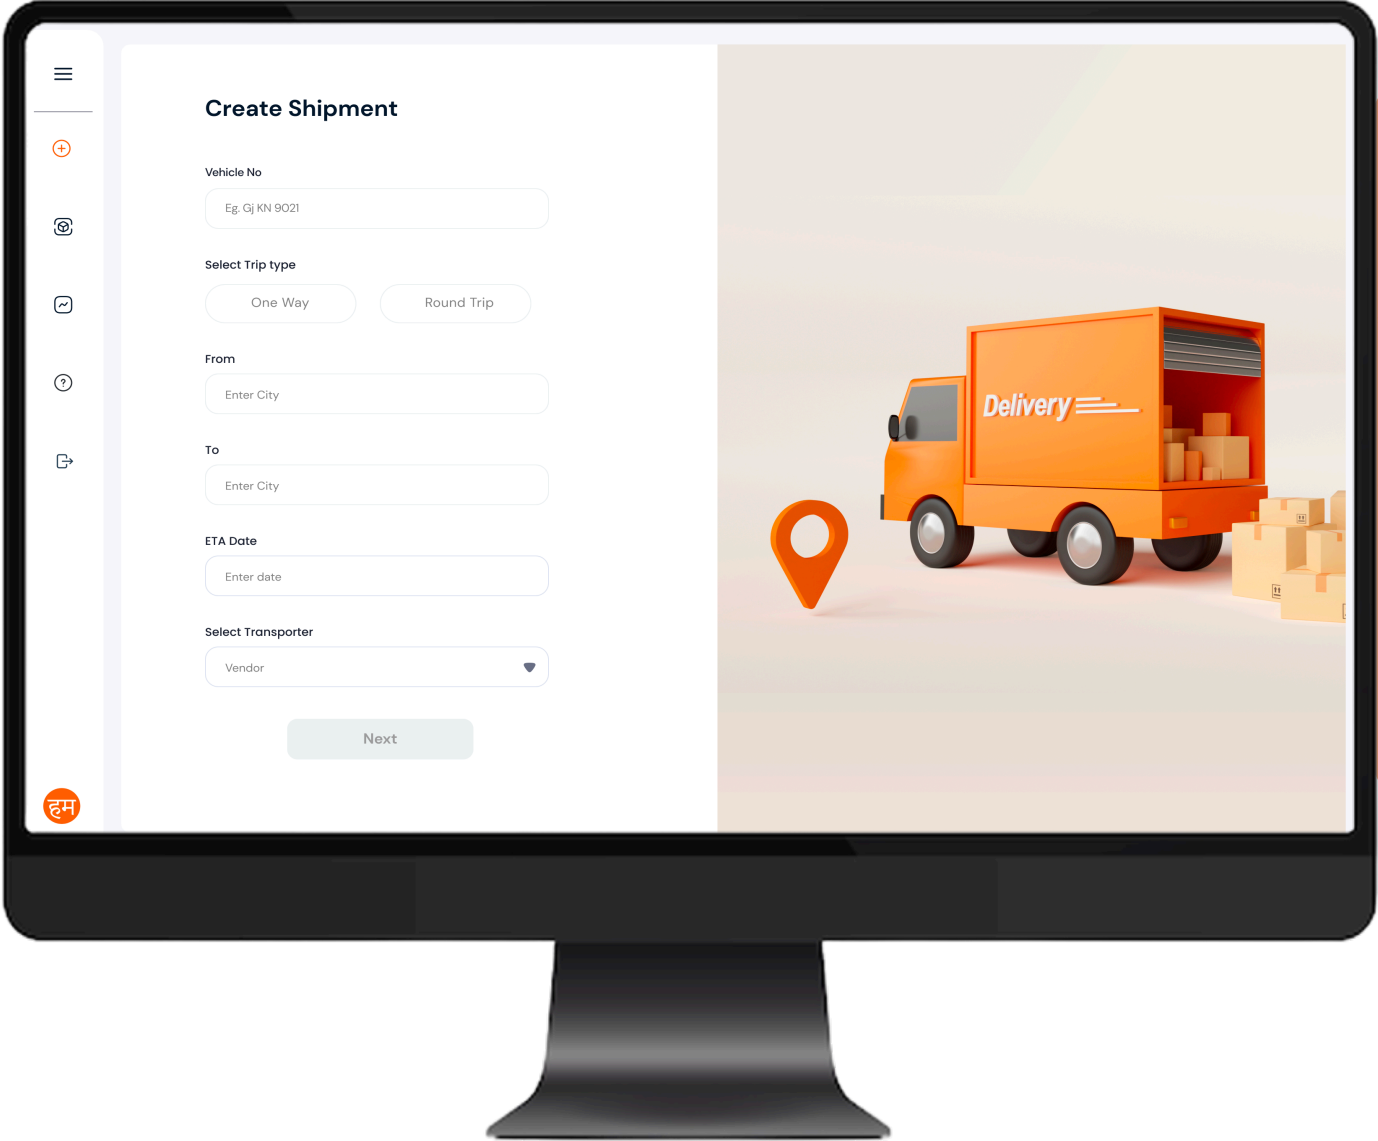 Create Shipment
Vehicle No
Eg. Gj KN 9021
Select Trip type
One Way
Round Trip
From
Enter City
To
Enter City
ETA Date
Enter date
Select Transporter
Vendor
Next
हम
Delivery